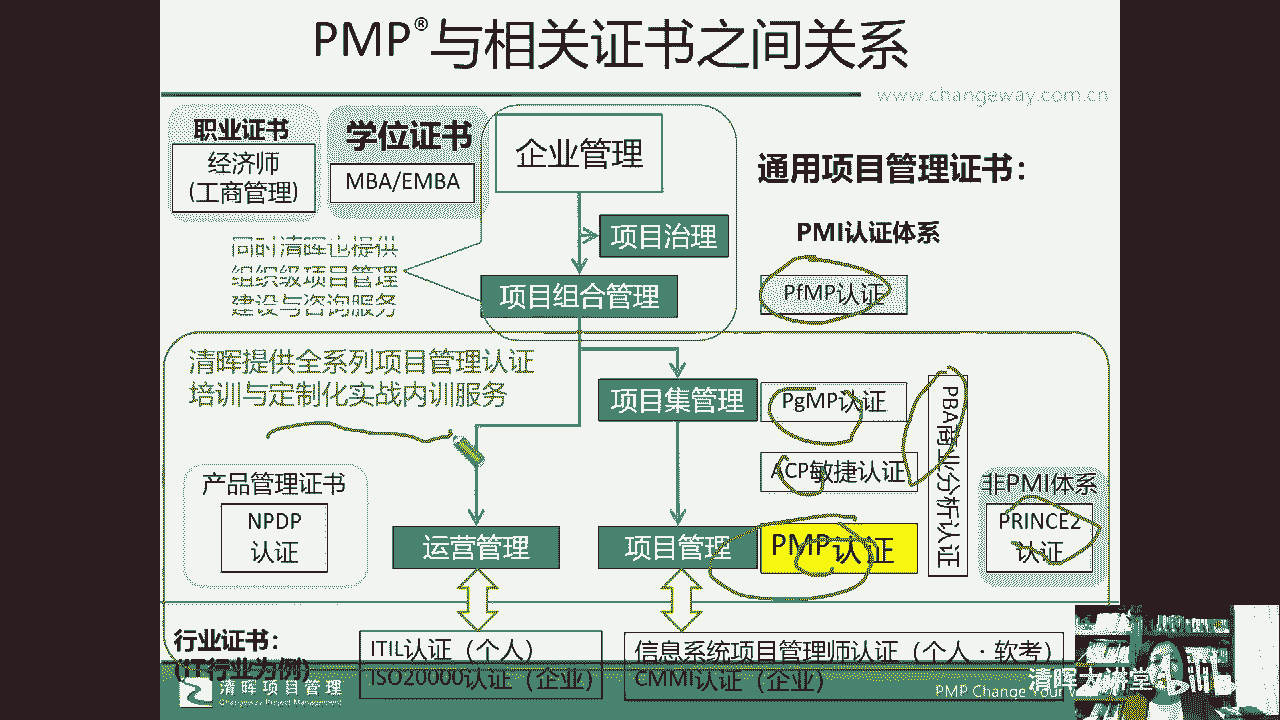 PMP®与相关证书之间关系
www.changeway.com.cn
职业证书
经济师
(工商管理)
学位证书
MBA/EMBA
企业管理
通用项目管理证书：
项目治理
PMI认证体系
同时清晖也提供
组织级项目管理
建设与咨询服务
项目组合管理
PfMP认证
清晖提供全系列项目管理认证
培训与定制化实战内训服务
项目集管理
PgMP认证
PBA商业分析认证
ACP敏捷认证
产品管理证书
NPDP
认证
非PMI体系
PRINCE2
认证
运营管理
项目管理
PMP认证
行业证书：
(IT行业为例)
ITIL认证（个人）
ISO20000认证（企业）
信息系统项目管理师认证（个人·软考）
CMMI认证（企业）
清晖项目管理
Changeway Project Management
PMP Change Your
清晖大讲堂